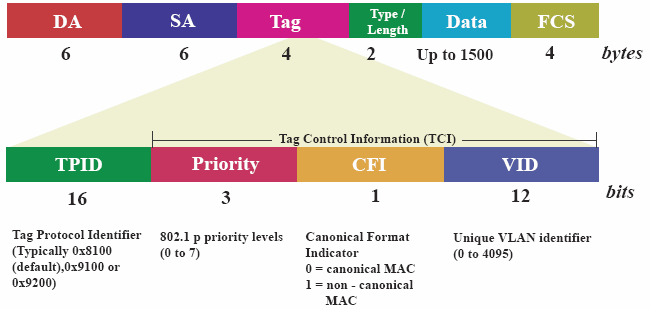 DA SA Tag Type / Length Data FCS
6 6 4 2 Up to 1500 4 bytes
Tag Control Information (TCI)
TPID Priority CFI VID
16 3 1 12 bits
Tag Protocol Identifier
(Typically 0x8100
(default),0x9100 or
0x9200)
802.1 p priority levels
(0 to 7)
Canonical Format
Indicator
0 = canonical MAC
1 = non - canonical
MAC
Unique VLAN identifier
(0 to 4095)